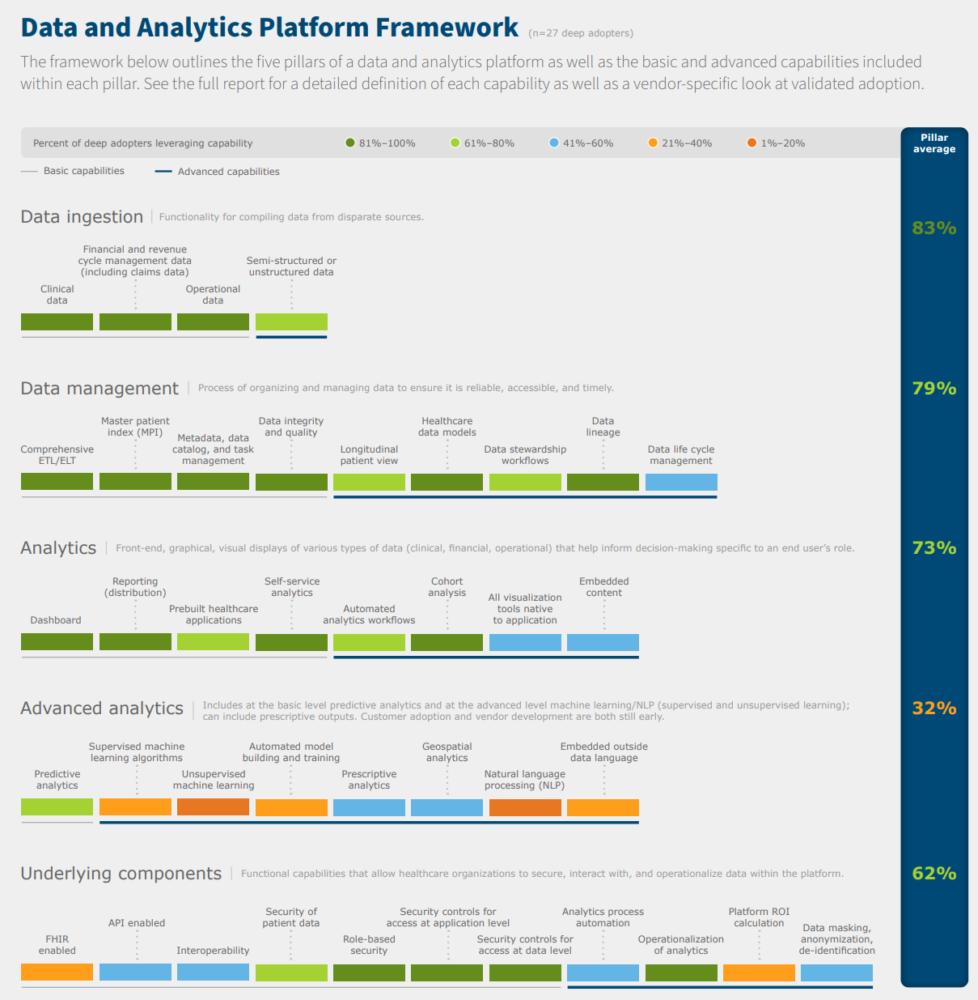 Data and Analytics Platform Framework (n=27 deep adopters)
The framework below outlines the five pillars of a data and analytics platform as well as the basic and advanced capabilities included
within each pillar. See the full report for a detailed definition of each capability as well as a vendor-specific look at validated adoption.
Percent of deep adopters leveraging capability
81%–100%
61%–80%
41%–60%
21%–40%
1%–20%
Pillar
average
Basic capabilities
Advanced capabilities
Data ingestion
Functionality for compiling data from disparate sources.
83%
Clinical
data
Financial and revenue
cycle management data
(including claims data)
Operational
data
Semi-structured or
unstructured data
Data management
Process of organizing and managing data to ensure it is reliable, accessible, and timely.
79%
Comprehensive
ETL/ELT
Master patient
index (MPI)
Metadata, data
catalog, and task
management
Data integrity
and quality
Longitudinal
patient view
Healthcare
data models
Data stewardship
workflows
Data
lineage
Data life cycle
management
Analytics
Front-end, graphical, visual displays of various types of data (clinical, financial, operational) that help inform decision-making specific to an end user’s role.
73%
Dashboard
Reporting
(distribution)
Prebuilt healthcare
applications
Self-service
analytics
Automated
analytics workflows
Cohort
analysis
All visualization
tools native
to application
Embedded
content
Advanced analytics
Includes at the basic level predictive analytics and at the advanced level machine learning/NLP (supervised and unsupervised learning);
can include prescriptive outputs. Customer adoption and vendor development are both still early.
32%
Predictive
analytics
Supervised machine
learning algorithms
Unsupervised
machine learning
Automated model
building and training
Prescriptive
analytics
Geospatial
analytics
Natural language
processing (NLP)
Embedded outside
data language
Underlying components
Functional capabilities that allow healthcare organizations to secure, interact with, and operationalize data within the platform.
62%
FHIR
enabled
API enabled
Interoperability
Security of
patient data
Role-based
security
Security controls for
access at application level
Security controls for
access at data level
Analytics process
automation
Operationalization
of analytics
Platform ROI
calculation
Data masking,
anonymization,
de-identification